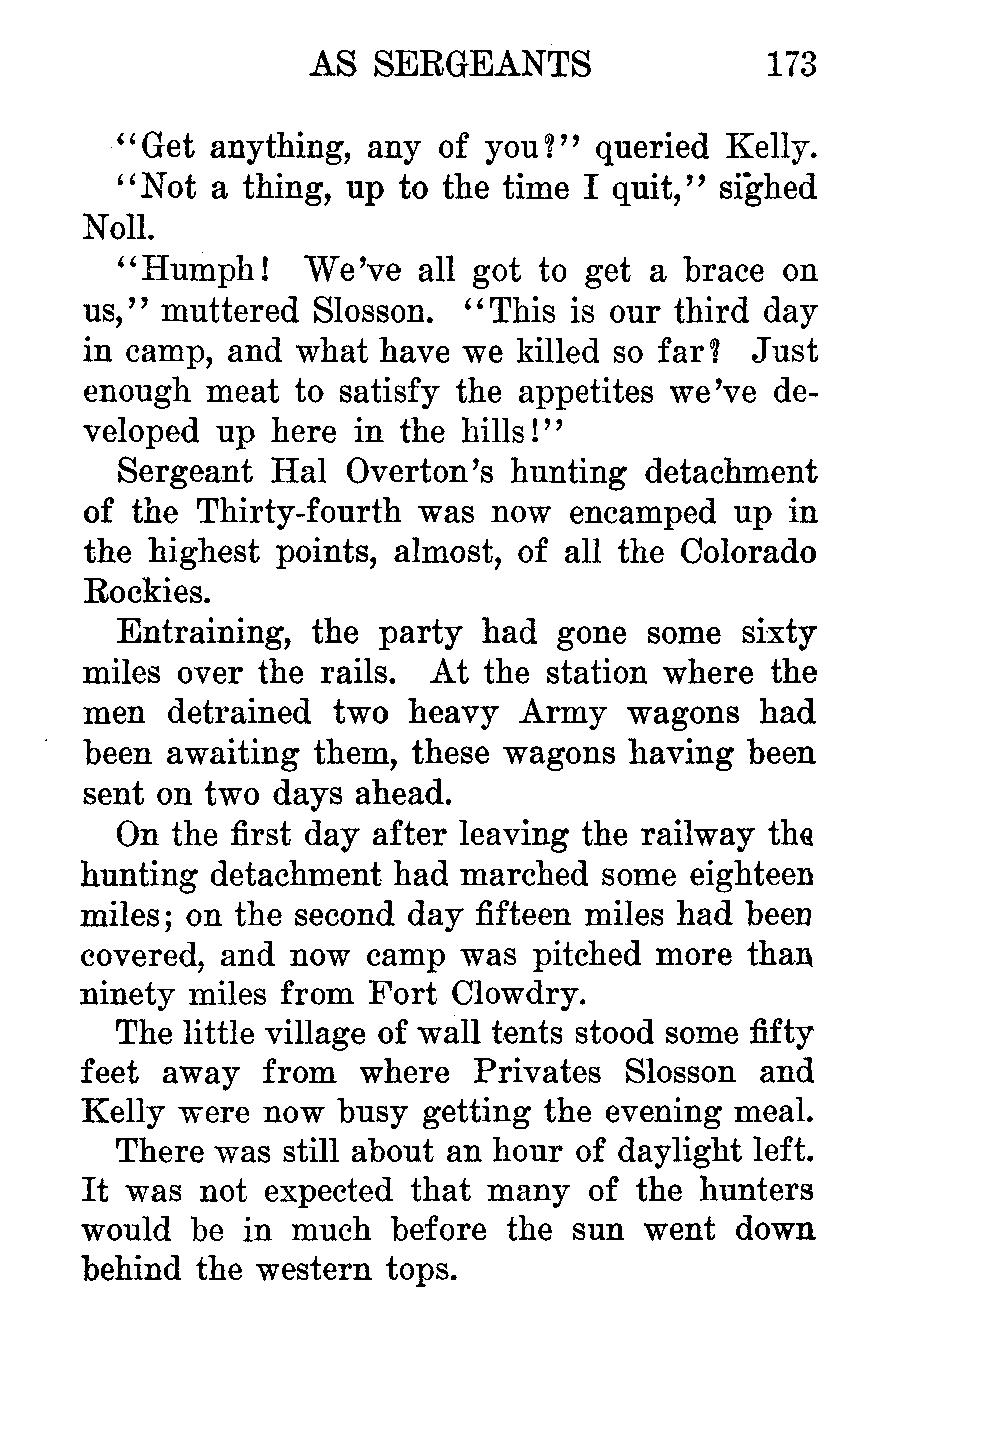 AS SERGEANTS 173
“Get anything, any of you?” queried Kelly.
“Not a thing, up to the time I quit,” sighed
Noll.
“Humph! We’ve all got to get a brace on
us,” muttered Slosson. “This is our third day
in camp, and what have we killed so far? Just
enough meat to satisfy the appetites we’ve de-
veloped up here in the hills!”
Sergeant Hal Overton’s hunting detachment
of the Thirty-fourth was now encamped up in
the highest points, almost, of all the Colorado
Rockies.
Entraining, the party had gone some sixty
miles over the rails. At the station where the
men detrained two heavy Army wagons had
been awaiting them, these wagons having been
sent on two days ahead.
On the first day after leaving the railway the
hunting detachment had marched some eighteen
miles; on the second day fifteen miles had been
covered, and now camp was pitched more than
ninety miles from Fort Clowdry.
The little village of wall tents stood some fifty
feet away from where Privates Slosson and
Kelly were now busy getting the evening meal.
There was still about an hour of daylight left.
It was not expected that many of the hunters
would be in much before the sun went down
behind the western tops.